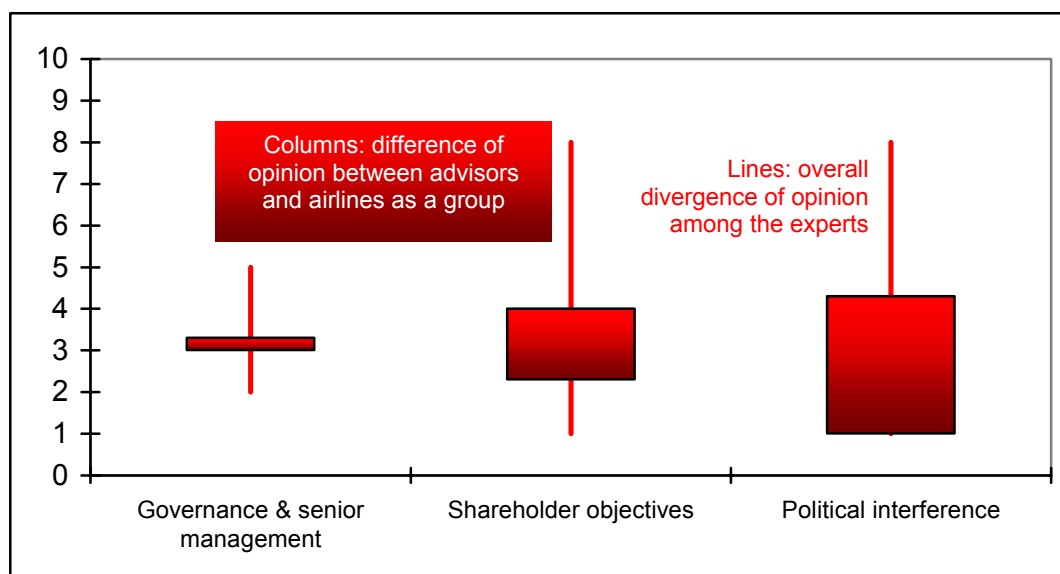 10
9
8
7
6
5
4
3
2
1
0
Columns: difference of
opinion between advisors
and airlines as a group
Lines: overall
divergence of opinion
among the experts
Governance & senior
management
Shareholder objectives
Political interference